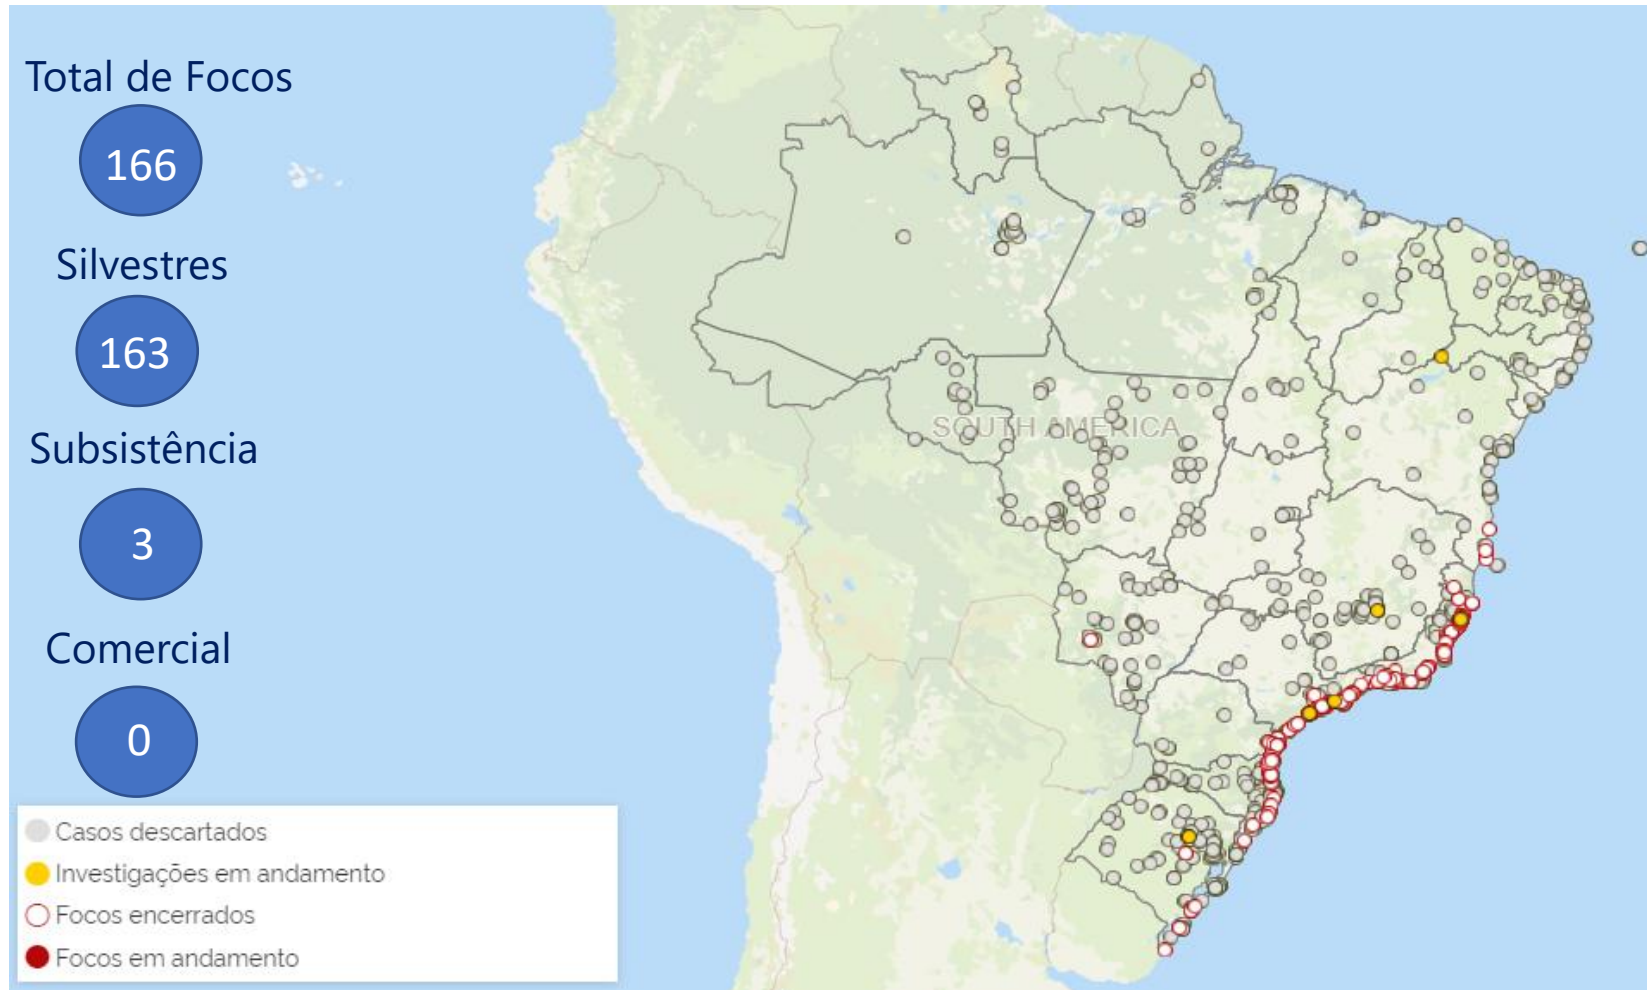 Total de Focos
166
Silvestres
163
Subsistência
3
Comercial
0
SOUTH AMERICA
Casos descartados
Investigações em andamento
Focos encerrados
Focos em andamento